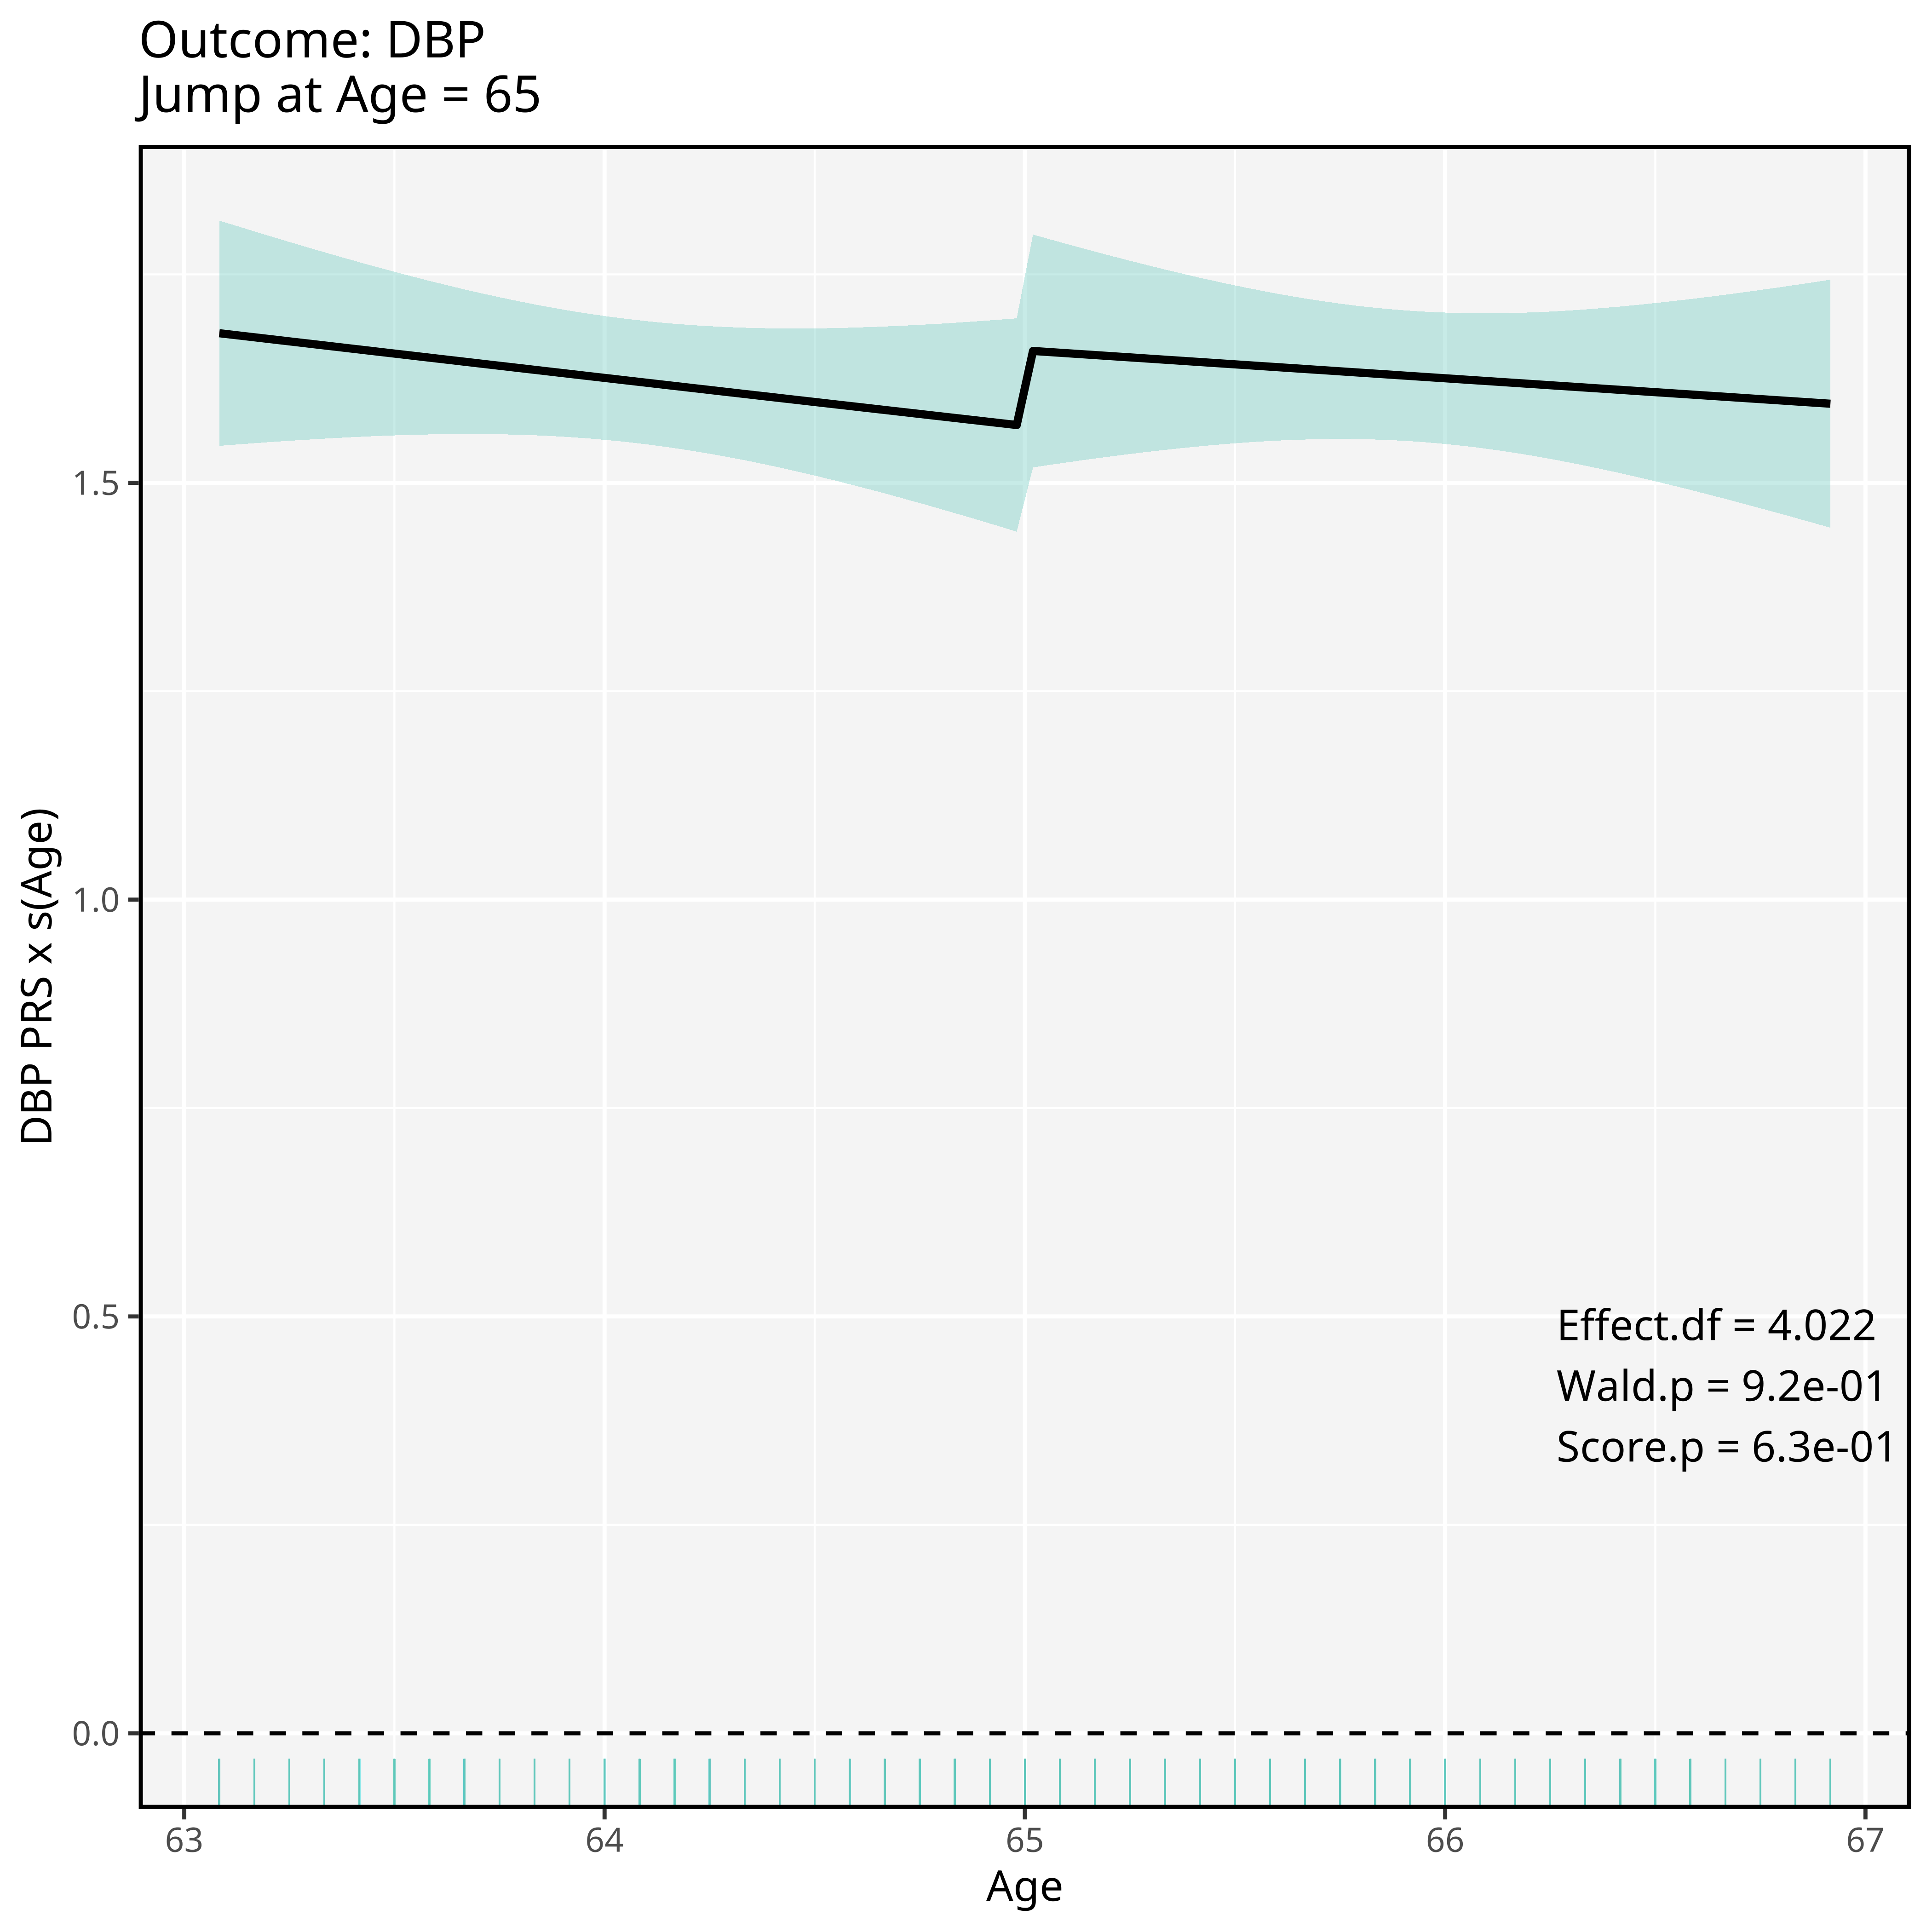 Outcome: DBP
Jump at Age = 65
DBP PRS x s(Age)
1.5
1.0
0.5
0.0
Effect.df = 4.022
Wald.p = 9.2e-01
Score.p = 6.3e-01
63 64 65 66 67
Age